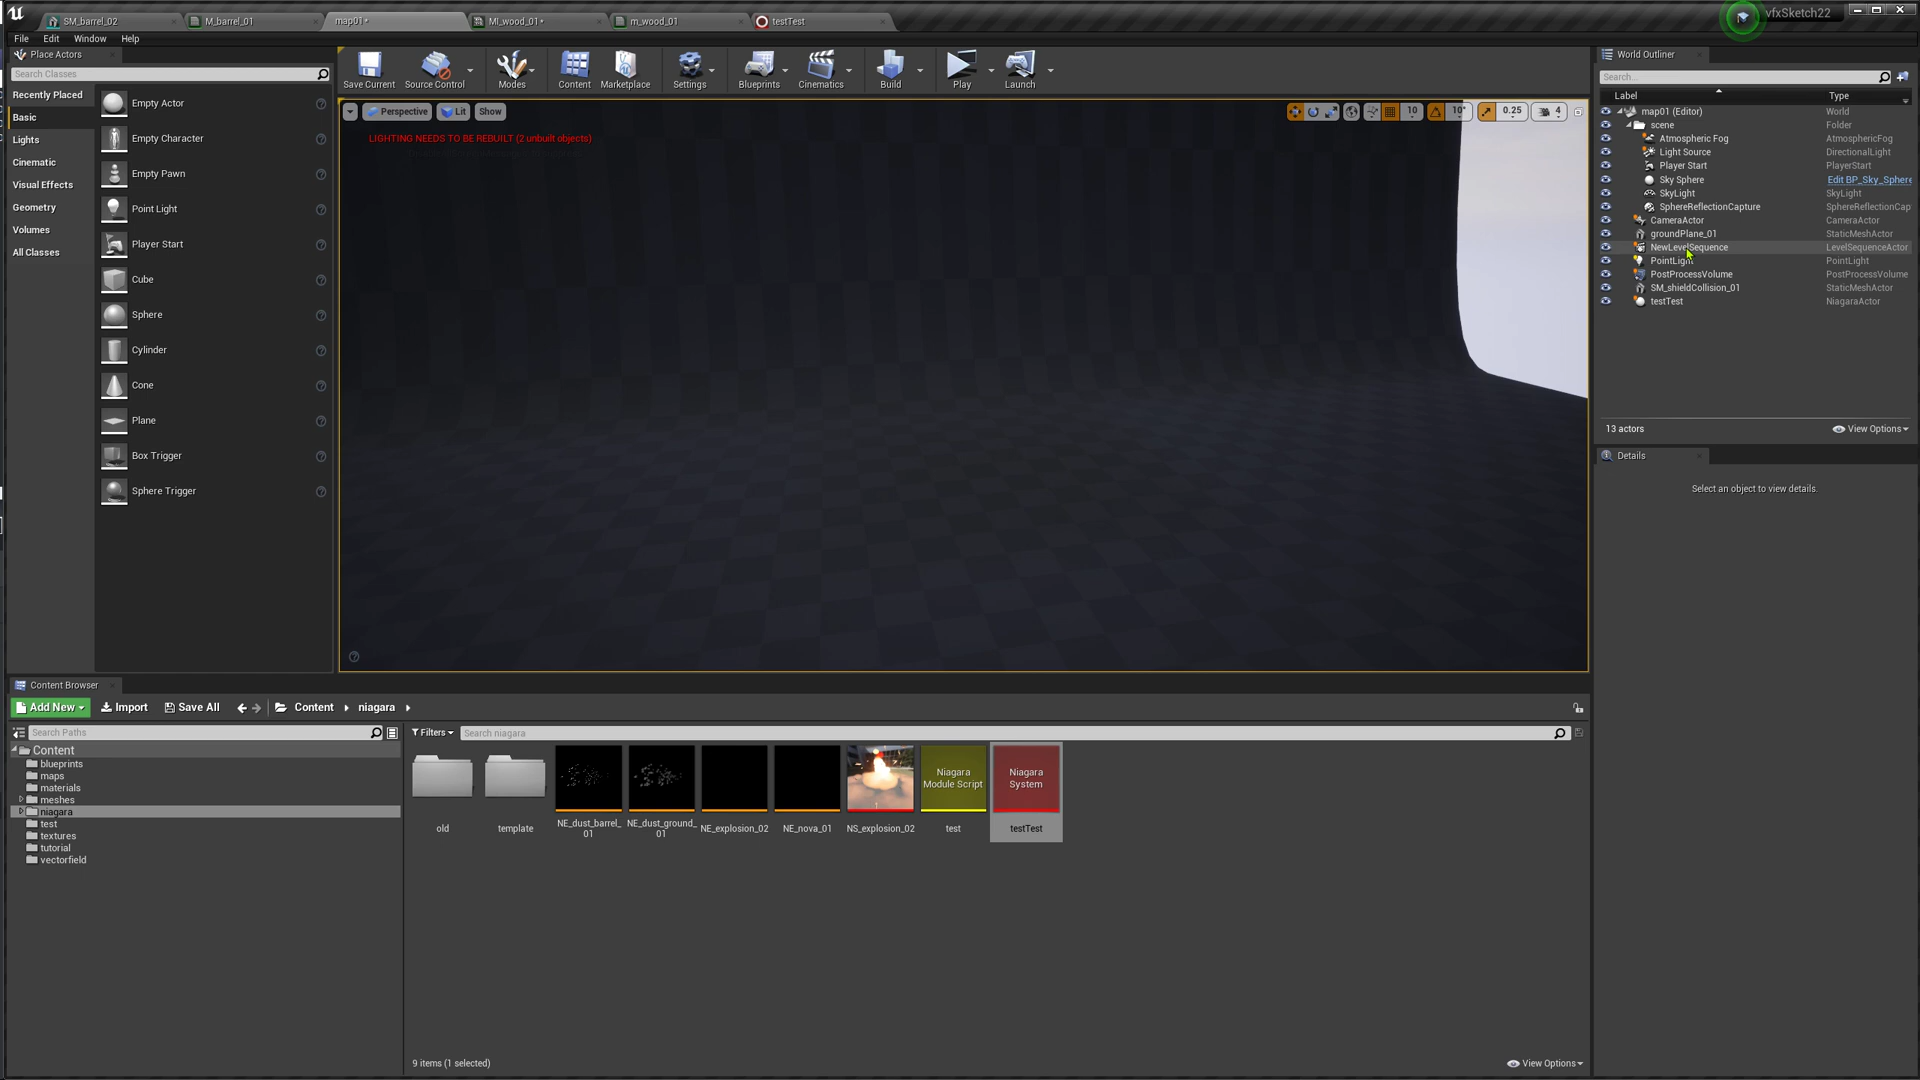 SM_barrel_02
M_barrel_01
map01*
MI_wood_01*
m_wood_01
testTest
vfxSketch22
File Edit Window Help
Place Actors
Search Classes
Recently Placed
Basic
Lights
Cinematic
Visual Effects
Geometry
Volumes
All Classes
Empty Actor
Empty Character
Empty Pawn
Point Light
Player Start
Cube
Sphere
Cylinder
Cone
Plane
Box Trigger
Sphere Trigger
Save Current Source Control Modes Content Marketplace Settings Blueprints Cinematics Build Play Launch
Perspective Lit Show
10 10° 0.25 4
LIGHTING NEEDS TO BE REBUILT (2 unbuilt objects)
World Outliner
Search...
Label Type
map01 (Editor) World
scene Folder
Atmospheric Fog AtmosphericFog
Light Source DirectionalLight
Player Start PlayerStart
Sky Sphere Edit BP_Sky_Sphere
SkyLight SkyLight
SphereReflectionCapture SphereReflectionCap
CameraActor CameraActor
groundPlane_01 StaticMeshActor
NewLevelSequence LevelSequenceActor
PointLight PointLight
PostProcessVolume PostProcessVolume
SM_shieldCollision_01 StaticMeshActor
testTest NiagaraActor
13 actors View Options
Details
Select an object to view details.
Content Browser
Add New Import Save All Content niagara
Search Paths
Filters Search niagara
Content
blueprints
maps
materials
meshes
niagara
test
textures
tutorial
vectorfield
Niagara
Module Script
Niagara
System
old
template
NE_dust_barrel_
01
NE_dust_ground_
01
NE_explosion_02
NE_nova_01
NS_explosion_02
test
testTest
9 items (1 selected) View Options